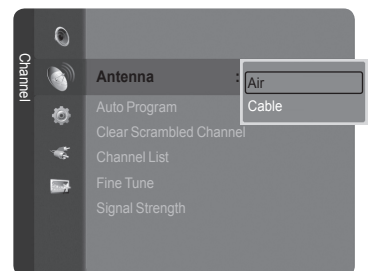 Channel
Antenna : Air
Cable
Auto Program
Clear Scrambled Channel
Channel List
Fine Tune
Signal Strength